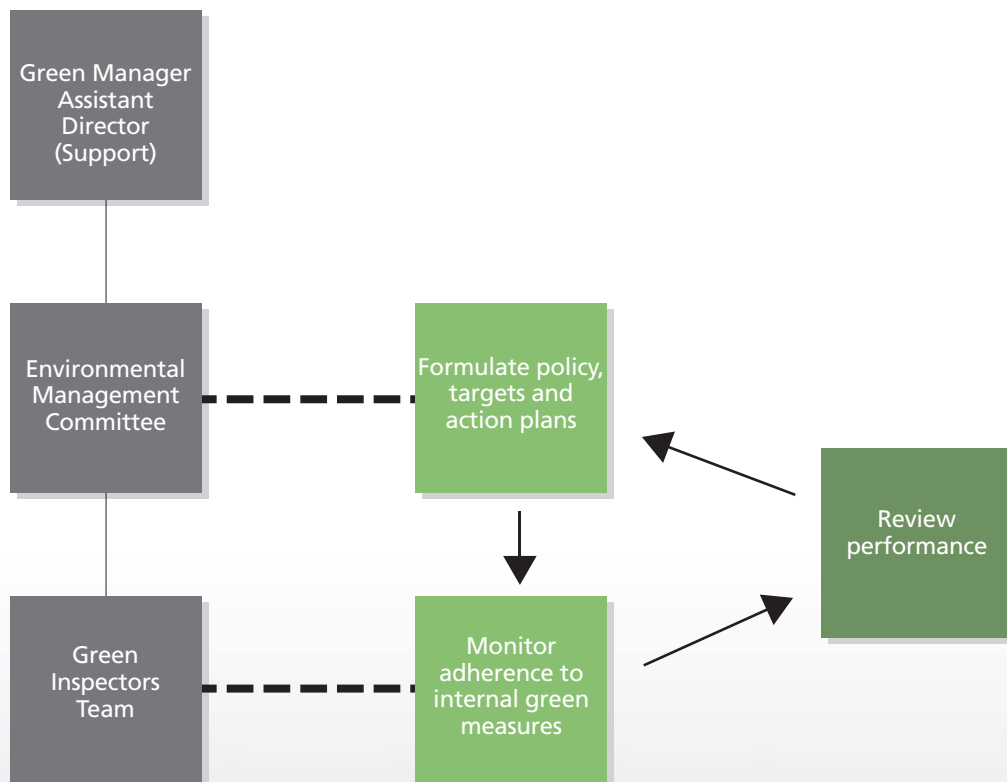 Green Manager
Assistant
Director
(Support)
Environmental
Management
Committee
Formulate policy,
targets and
action plans
Review
performance
Green
Inspectors
Team
Monitor
adherence to
internal green
measures